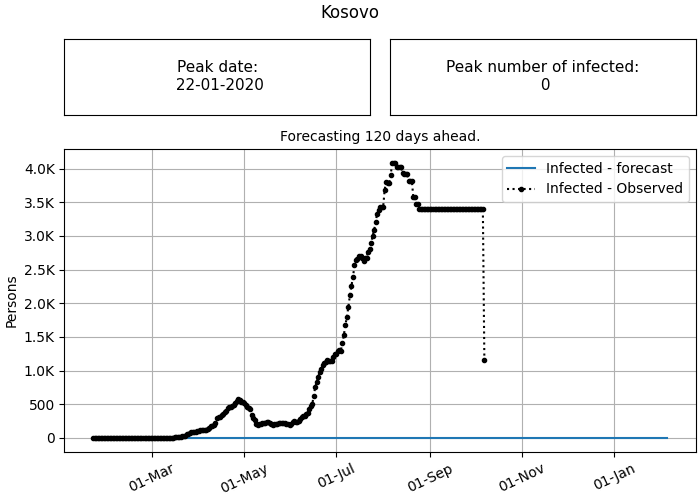 Kosovo
Peak date:
22-01-2020
Peak number of infected:
0
Forecasting 120 days ahead.
Infected - forecast
Infected - Observed
Persons
4.0K
3.5K
3.0K
2.5K
2.0K
1.5K
1.0K
500
0
01-Mar
01-May
01-Jul
01-Sep
01-Nov
01-Jan